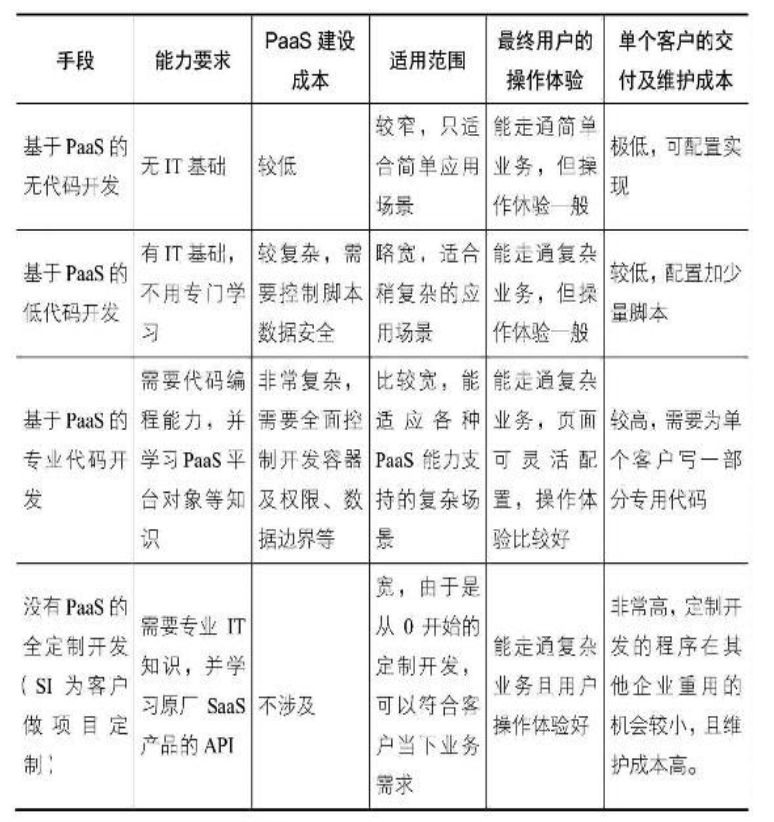 手段
能力要求
PaaS 建设
成本
适用范围
最终用户的
操作体验
单个客户的交
付及维护成本
基于 PaaS 的
无代码开发
无 IT 基础
较低
较窄，只适
合简单应用
场景
能走通简单
业务，但操
作体验一般
极低，可配置实
现
基于 PaaS 的
低代码开发
有 IT 基础，
不用专门学
习
较复杂，需
要控制脚本
数据安全
略宽，适合
稍复杂的应
用场景
能走通复杂
业务，但操
作体验一般
较低，配置加少
量脚本
基于 PaaS 的
专业代码开
发
需要代码编
程能力，并
学习 PaaS 平
台对象等知
识
非常复杂，
需要全面控
制开发容器
及权限、数
据边界等
比较宽，能
适应各种
PaaS 能力支
持的复杂场
景
能走通复杂
业务，页面
可灵活配
置，操作体
验比较好
较高，需要为单
个客户写一部
分专用代码
没有 PaaS 的
全定制开发
（SI 为客户
做项目定
制）
需要专业 IT
知识，并学
习原厂 SaaS
产品的 API
不涉及
宽，由于是
从 0 开始的
定制开发，
可以符合客
户当下业务
需求
能走通复杂
业务且用户
操作体验好
非常高，定制开
发的程序在其
他企业重用的
机会较小，且维
护成本高。